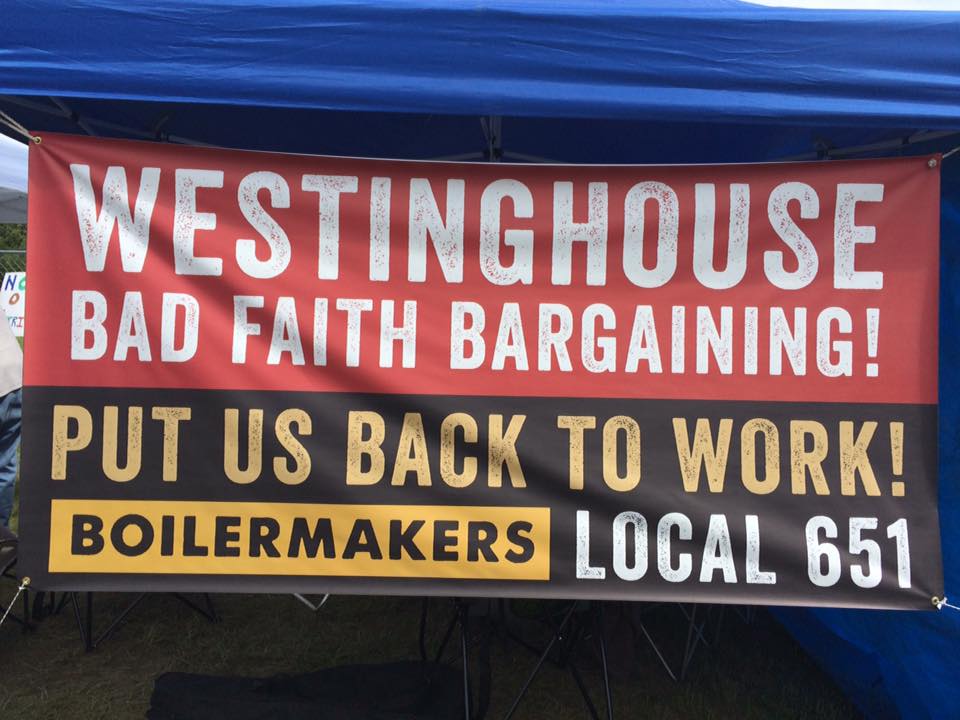 WESTINGHOUSE
BAD FAITH BARGAINING!
PUT US BACK TO WORK!
BOILERMAKERS LOCAL 651